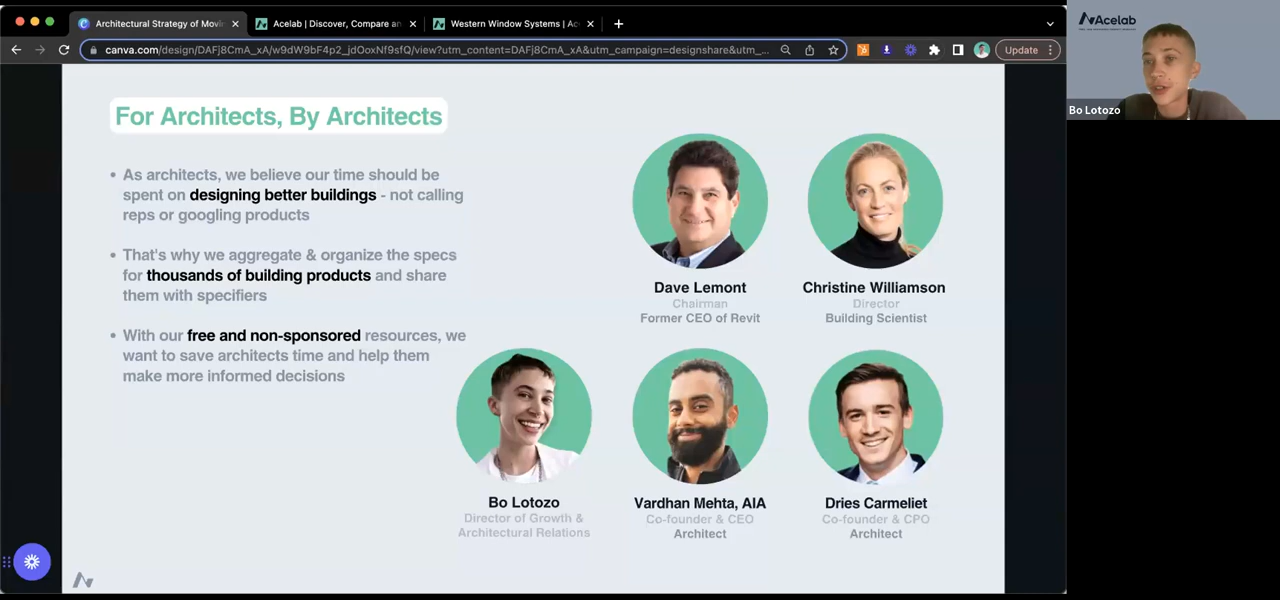 Architectural Strategy of Movi
Acelab | Discover, Compare an
Western Window Systems | Ac
canva.com/design/DAFj8CmA_xA/w9dW9bF4p2_jdOoxNf9sfQ/view?utm_content=DAFj8CmA_xA&utm_campaign=designshare&utm_...
Update
Acelab
Bo Lotozo
For Architects, By Architects
• As architects, we believe our time should be
spent on designing better buildings - not calling
reps or googling products
• That's why we aggregate & organize the specs
for thousands of building products and share
them with specifiers
• With our free and non-sponsored resources, we
want to save architects time and help them
make more informed decisions
Dave Lemont
Chairman
Former CEO of Revit
Christine Williamson
Director
Building Scientist
Bo Lotozo
Director of Growth &
Architectural Relations
Vardhan Mehta, AIA
Co-founder & CEO
Architect
Dries Carmeliet
Co-founder & CPO
Architect